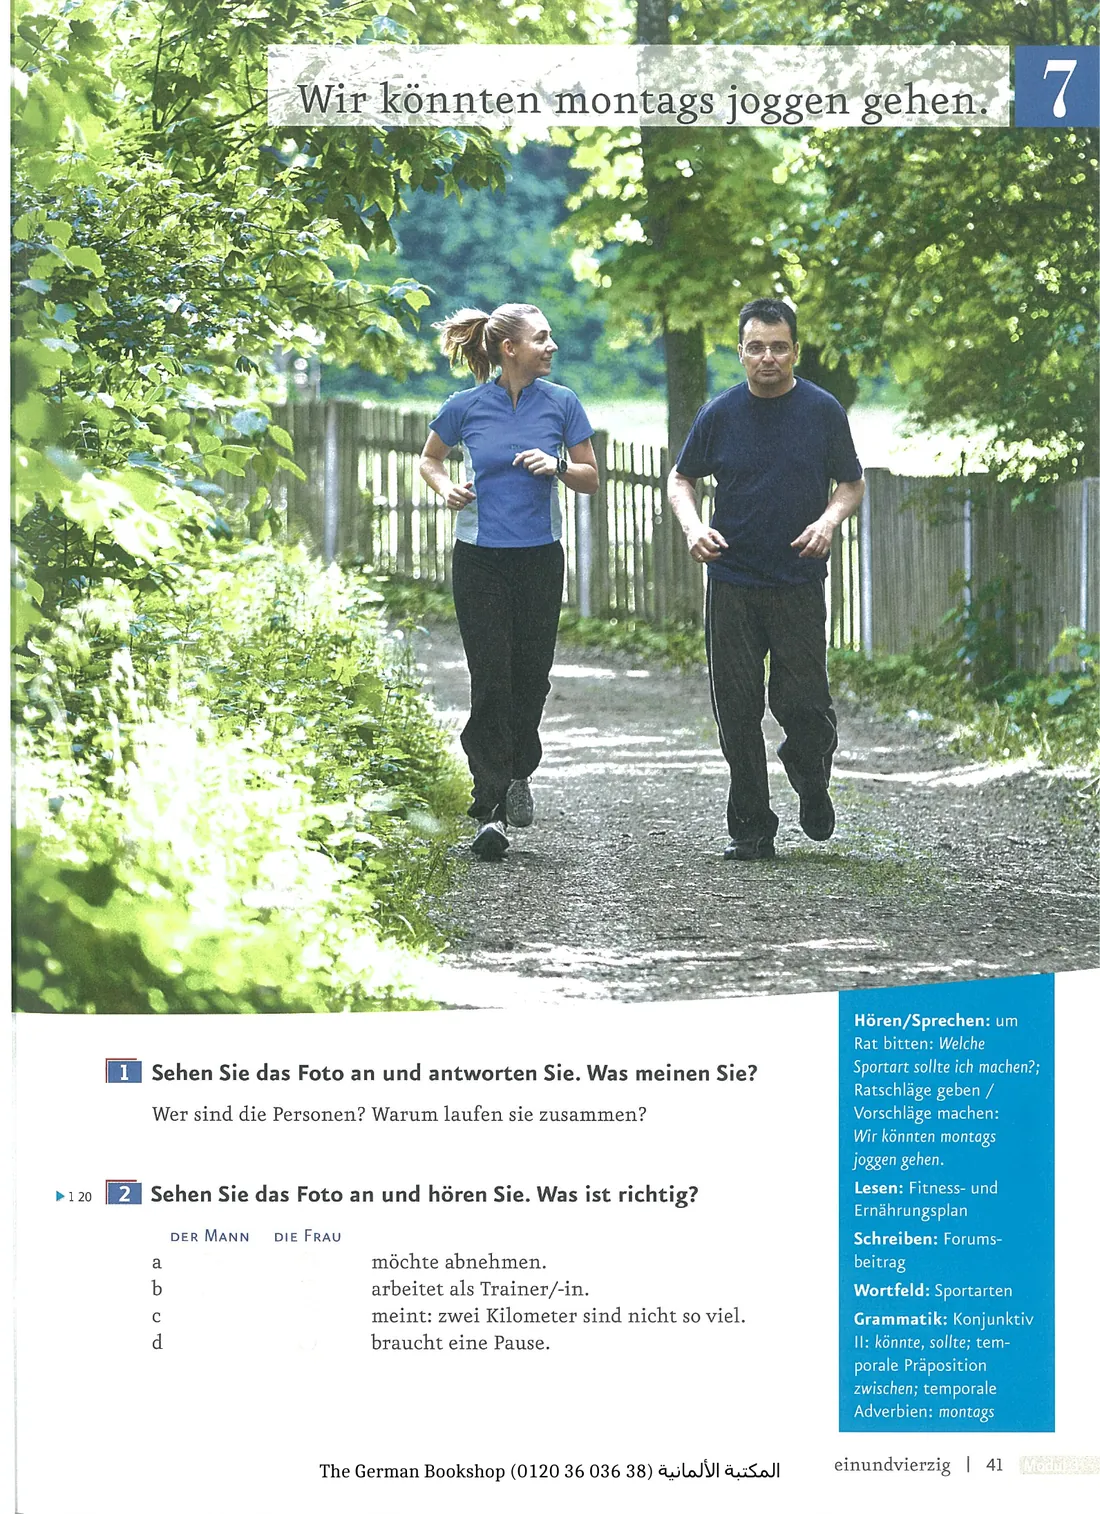 Wir könnten montags joggen gehen.
7
1 Sehen Sie das Foto an und antworten Sie. Was meinen Sie?
Wer sind die Personen? Warum laufen sie zusammen?
▶ 1 20 2 Sehen Sie das Foto an und hören Sie. Was ist richtig?
DER MANN DIE FRAU
a möchte abnehmen.
b arbeitet als Trainer/-in.
c meint: zwei Kilometer sind nicht so viel.
d braucht eine Pause.
Hören/Sprechen: um
Rat bitten: Welche
Sportart sollte ich machen?;
Ratschläge geben /
Vorschläge machen:
Wir könnten montags
joggen gehen.
Lesen: Fitness- und
Ernährungsplan
Schreiben: Forums-
beitrag
Wortfeld: Sportarten
Grammatik: Konjunktiv
II: könnte, sollte; tem-
porale Präposition
zwischen; temporale
Adverbien: montags
The German Bookshop (0120 36 036 38) المكتبة الألمانية
einundvierzig | 41